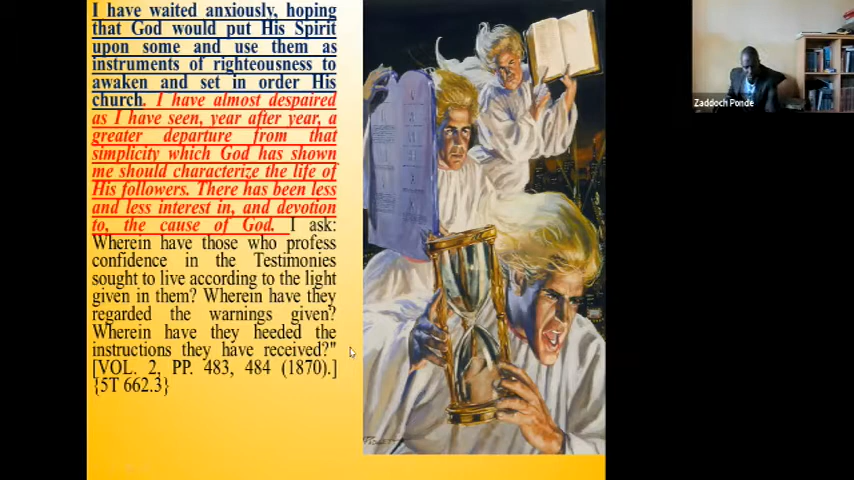 I have waited anxiously, hoping
that God would put His Spirit
upon some and use them as
instruments of righteousness to
awaken and set in order His
church. I have almost despaired
as I have seen, year after year, a
greater departure from that
simplicity which God has shown
me should characterize the life of
His followers. There has been less
and less interest in, and devotion
to, the cause of God. I ask:
Wherein have those who profess
confidence in the Testimonies
sought to live according to the light
given in them? Wherein have they
regarded the warnings given?
Wherein have they heeded the
instructions they have received?"
[VOL. 2, PP. 483, 484 (1870).]
{5T 662.3}
Zaddoch Ponde